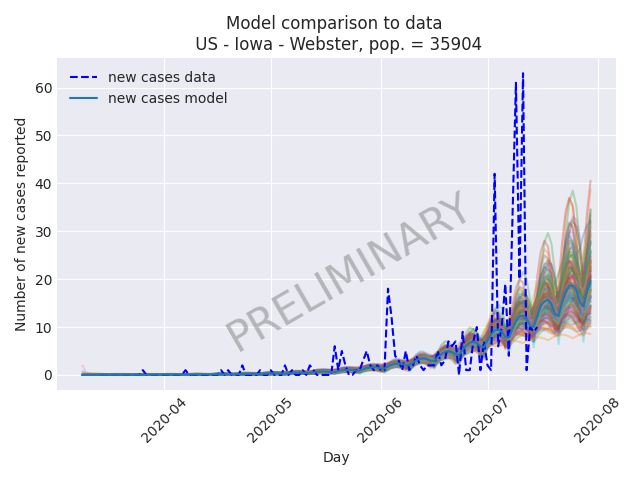 Model comparison to data
US - Iowa - Webster, pop. = 35904
new cases data
new cases model
PRELIMINARY
Number of new cases reported
60
50
40
30
20
10
0
2020-04
2020-05
2020-06
2020-07
2020-08
Day